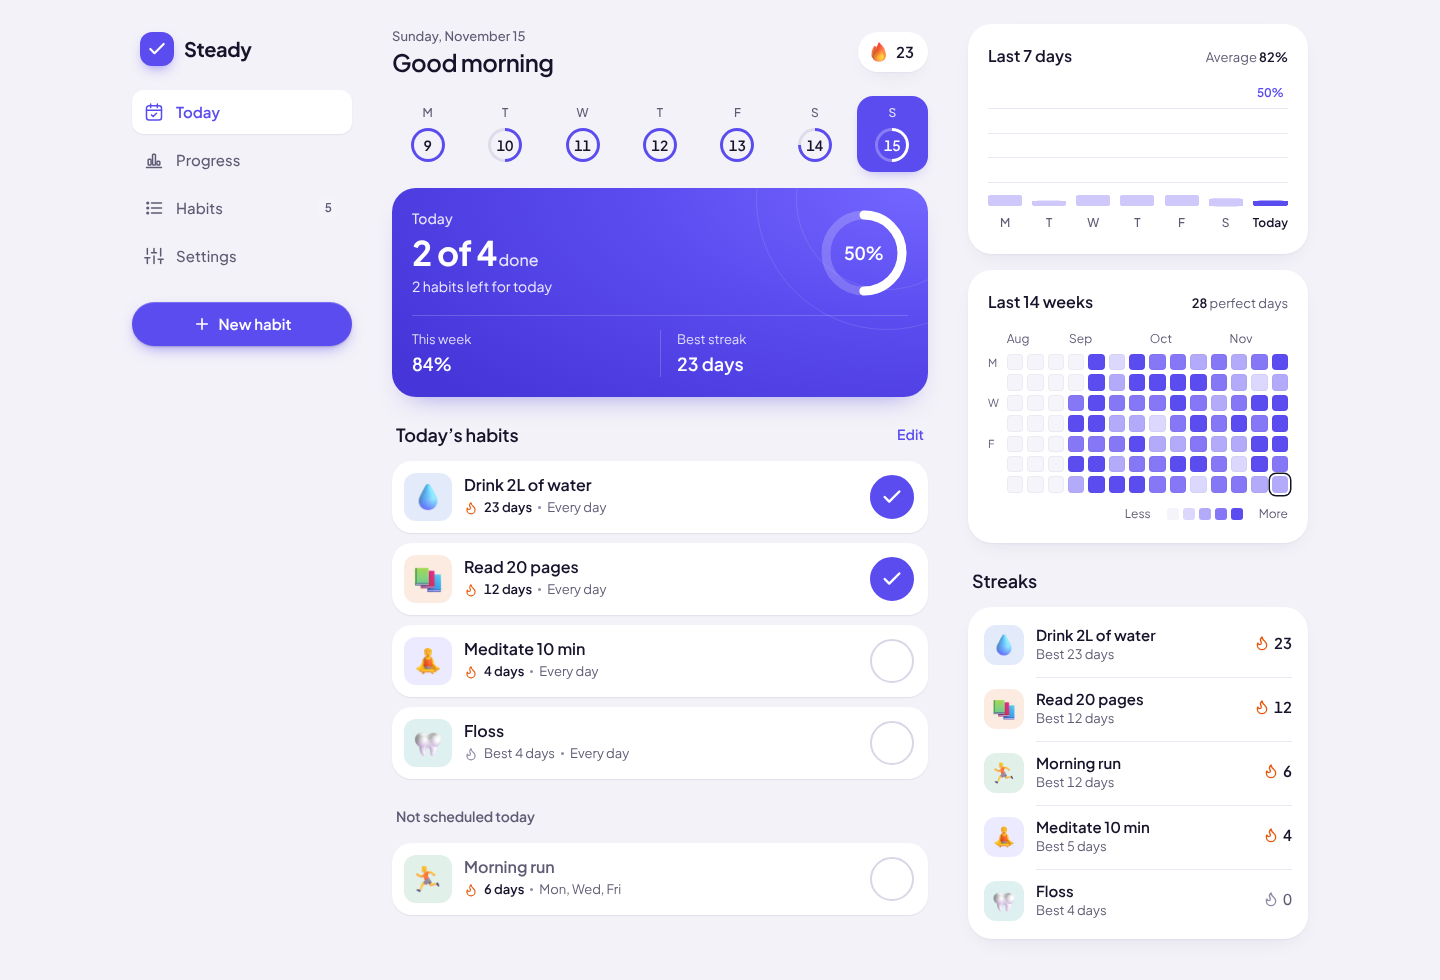 Steady
Today
Progress
Habits 5
Settings
New habit
Sunday, November 15
Good morning
23
M T W T F S S
9 10 11 12 13 14 15
Today
2 of 4 done
2 habits left for today
50%
This week
84%
Best streak
23 days
Today’s habits
Edit
Drink 2L of water
23 days • Every day
Read 20 pages
12 days • Every day
Meditate 10 min
4 days • Every day
Floss
Best 4 days • Every day
Not scheduled today
Morning run
6 days • Mon, Wed, Fri
Last 7 days
Average 82%
50%
M T W T F S Today
Last 14 weeks
28 perfect days
Aug Sep Oct Nov
M
W
F
Less More
Streaks
Drink 2L of water
Best 23 days
23
Read 20 pages
Best 12 days
12
Morning run
Best 12 days
6
Meditate 10 min
Best 5 days
4
Floss
Best 4 days
0